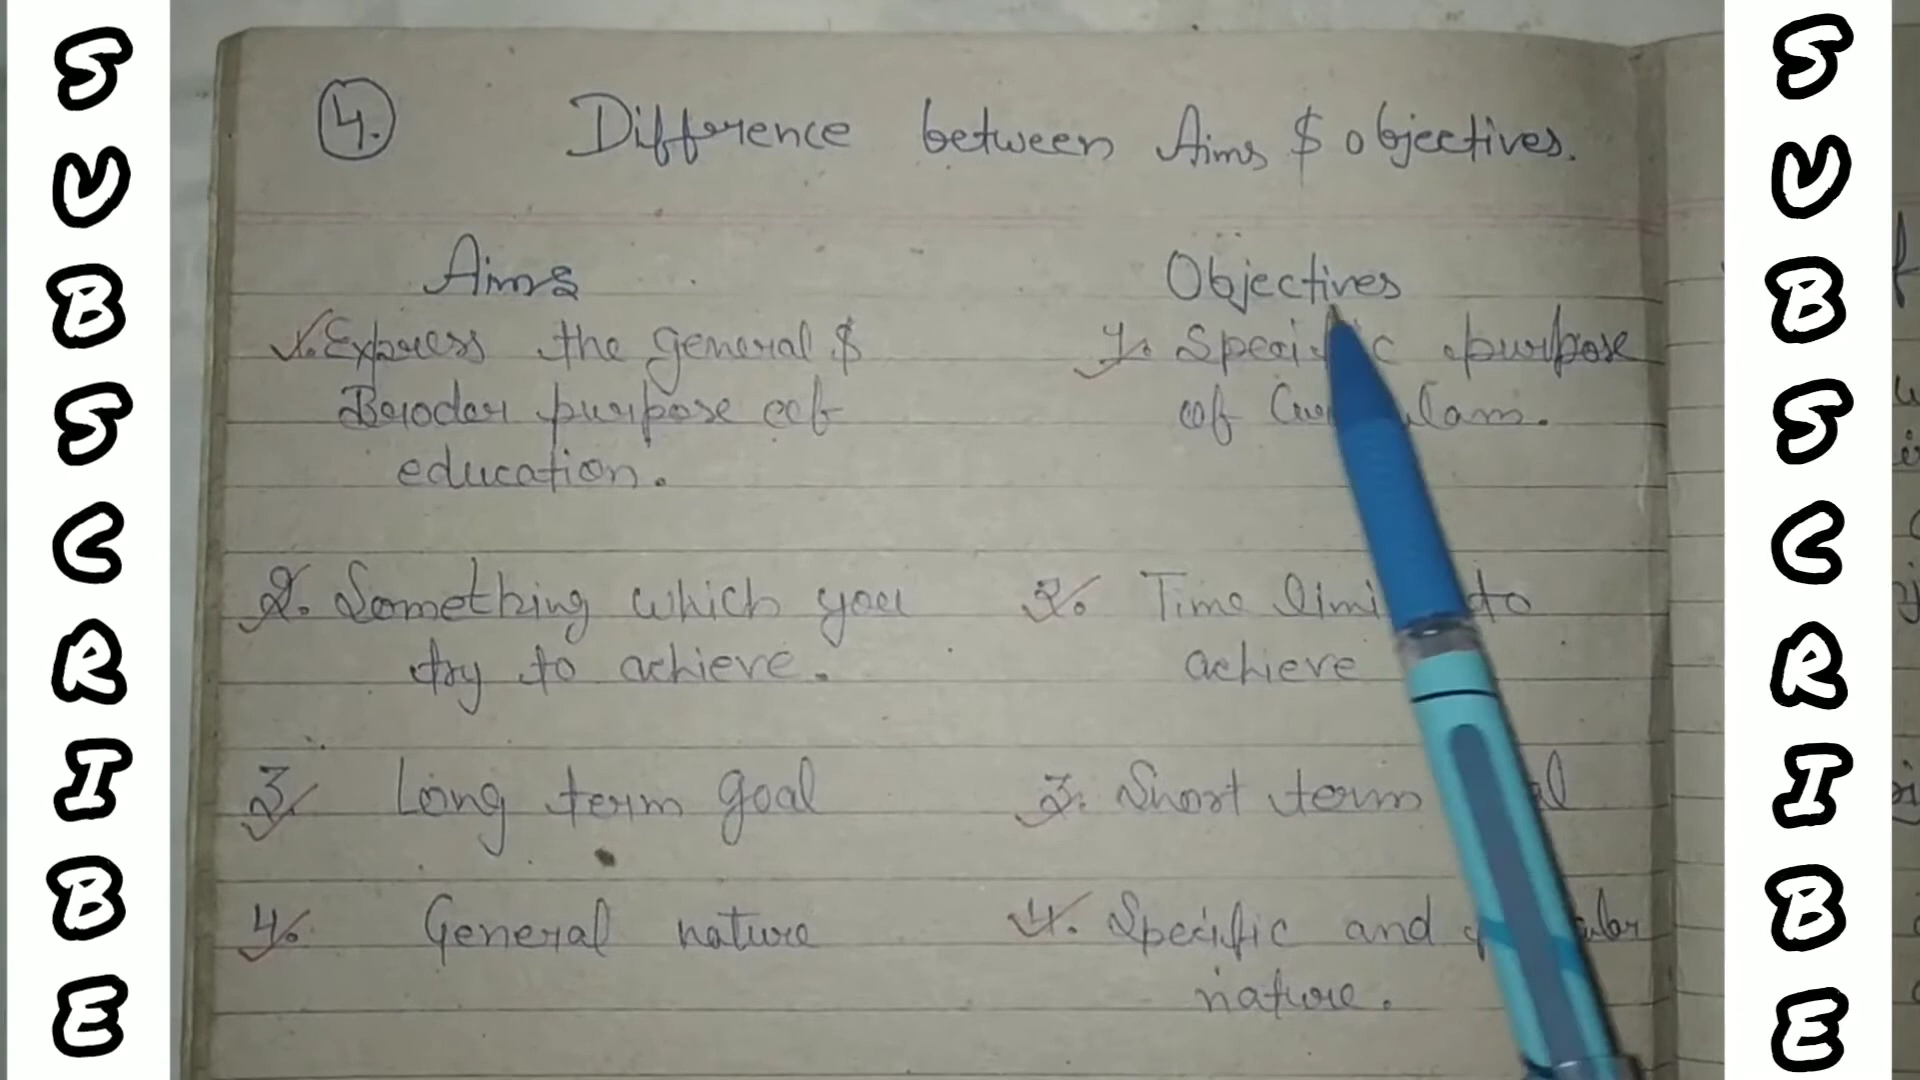 SUBSCRIBE
4. Difference between Aims $ objectives.
Aims
1. Express the general $
Broder purpose of
education.
2. Something which you
try to achieve.
3. Long term goal
4. General nature
Objectives
1. Specific purpose
of
2. Time limit to
achieve
3. Short term
4. Specific and
nature.
SUBSCRIBE